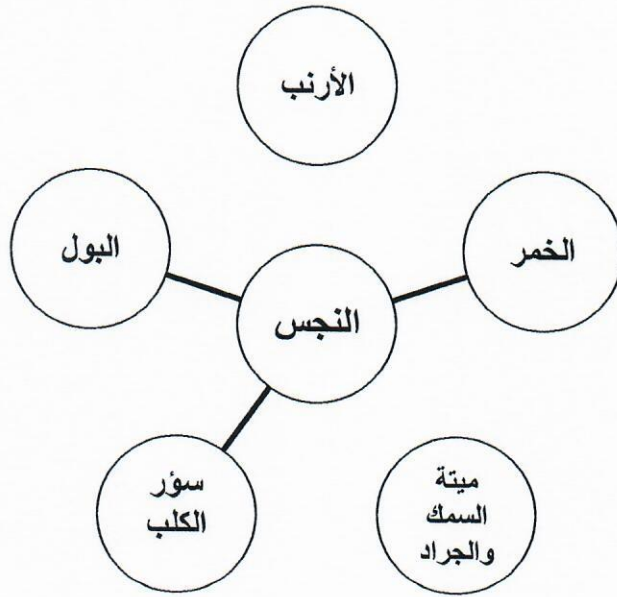 الأرنب
البول
الخمر
النجس
سؤر
الكلب
ميتة
السمك
والجراد